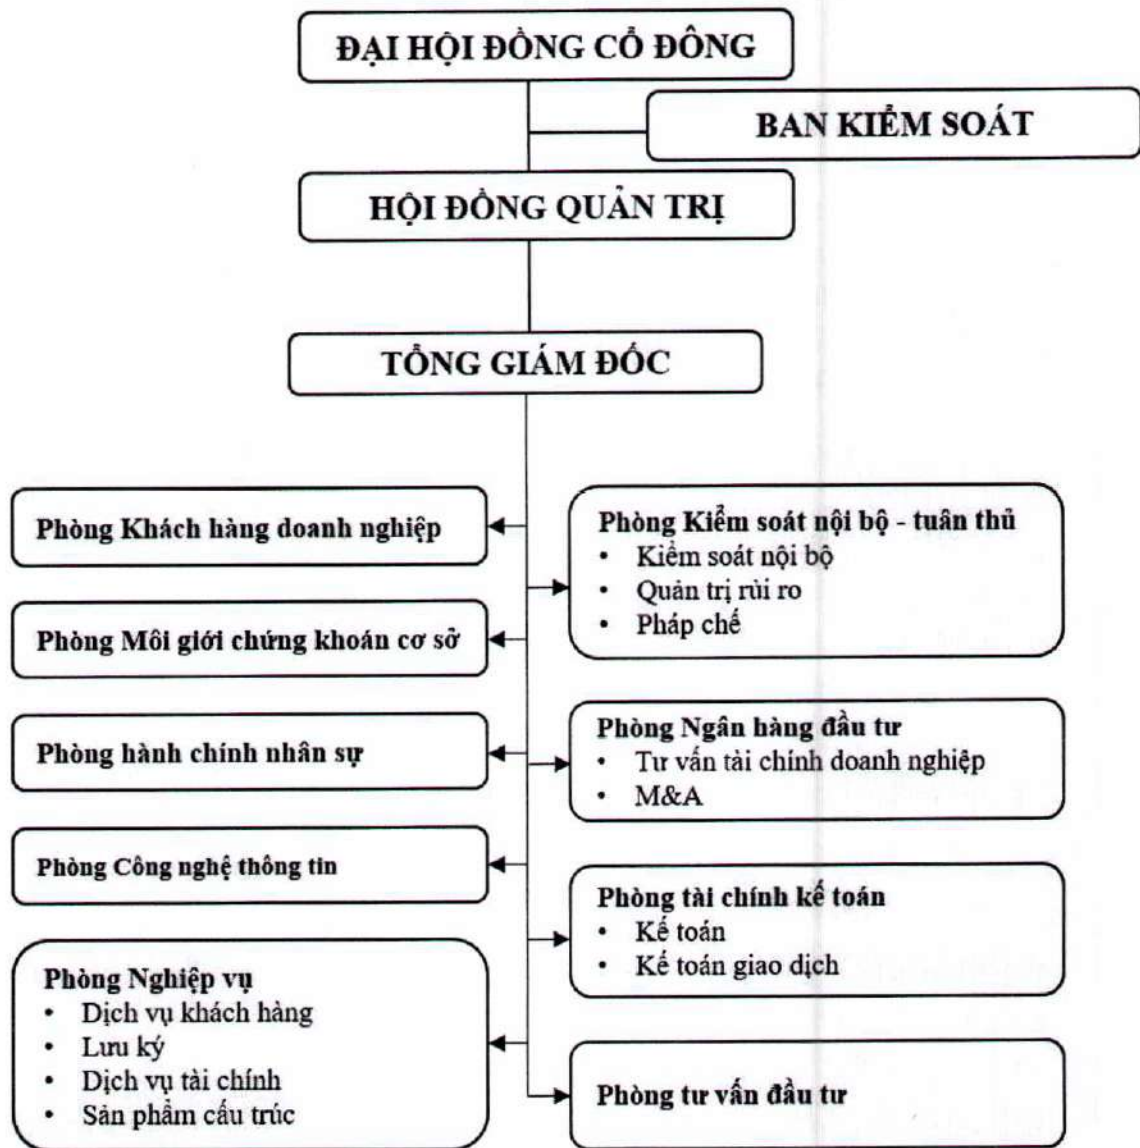 ĐẠI HỘI ĐỒNG CỔ ĐÔNG
BAN KIỂM SOÁT
HỘI ĐỒNG QUẢN TRỊ
TỔNG GIÁM ĐỐC
Phòng Khách hàng doanh nghiệp
Phòng Môi giới chứng khoán cơ sở
Phòng hành chính nhân sự
Phòng Công nghệ thông tin
Phòng Nghiệp vụ
• Dịch vụ khách hàng
• Lưu ký
• Dịch vụ tài chính
• Sản phẩm cấu trúc
Phòng Kiểm soát nội bộ - tuân thủ
• Kiểm soát nội bộ
• Quản trị rủi ro
• Pháp chế
Phòng Ngân hàng đầu tư
• Tư vấn tài chính doanh nghiệp
• M&A
Phòng tài chính kế toán
• Kế toán
• Kế toán giao dịch
Phòng tư vấn đầu tư